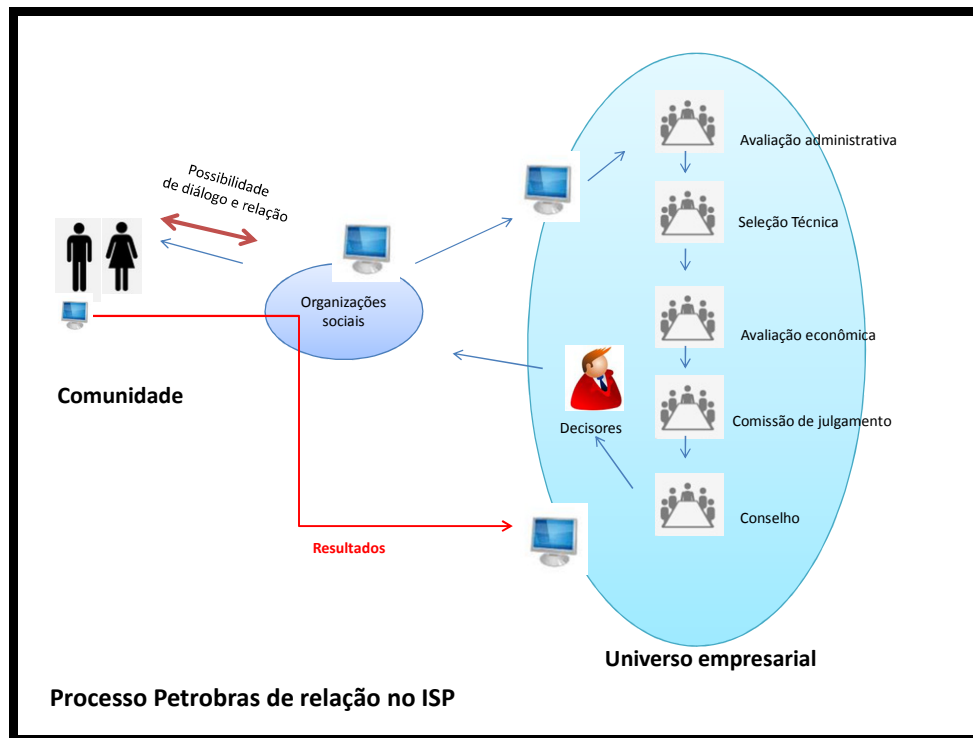 Avaliação administrativa
Possibilidade
de diálogo e relação
Seleção Técnica
Organizações
sociais
Avaliação econômica
Comunidade
Decisores
Comissão de julgamento
Conselho
Resultados
Universo empresarial
Processo Petrobras de relação no ISP